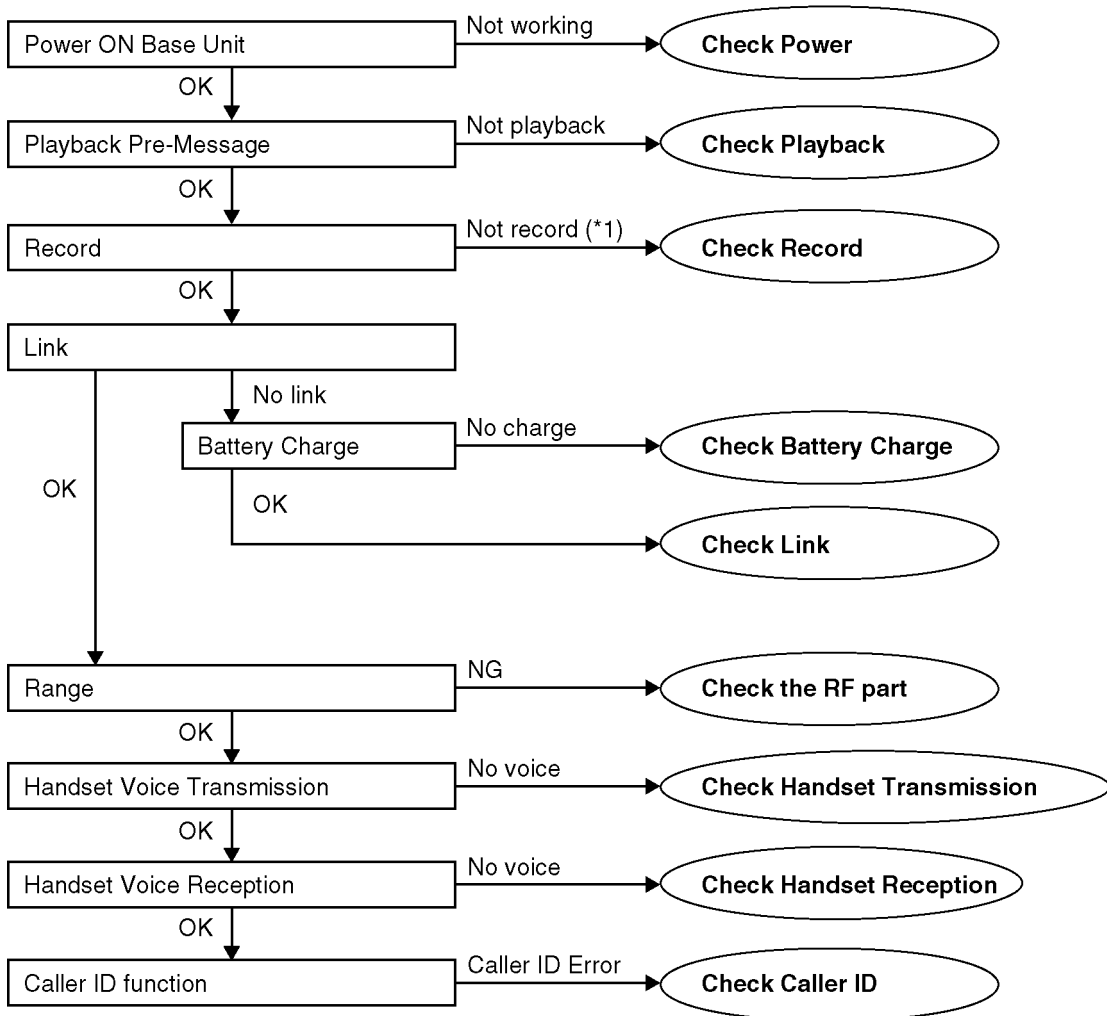 Power ON Base Unit
Not working
Check Power
OK
Playback Pre-Message
Not playback
Check Playback
OK
Record
Not record (*1)
Check Record
OK
Link
No link
Battery Charge
No charge
Check Battery Charge
OK
OK
Check Link
Range
NG
Check the RF part
OK
Handset Voice Transmission
No voice
Check Handset Transmission
OK
Handset Voice Reception
No voice
Check Handset Reception
OK
Caller ID function
Caller ID Error
Check Caller ID